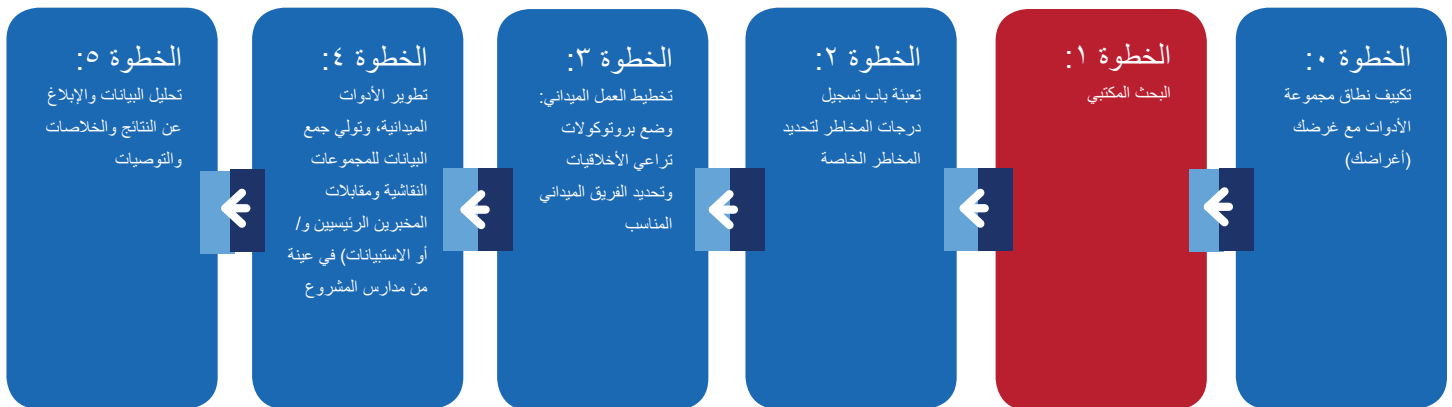 الخطوة ٠:
تكييف نطاق مجموعة
الأدوات مع غرضك
(أغراضك)
الخطوة ١:
البحث المكتبي
الخطوة ٢:
تعبئة باب تسجيل
درجات المخاطر لتحديد
المخاطر الخاصة
الخطوة ٣:
تخطيط العمل الميداني:
وضع بروتوكولات
تراعي الأخلاقيات
وتحديد الفريق الميداني
المناسب
الخطوة ٤:
تطوير الأدوات
الميدانية، وتولي جمع
البيانات للمجموعات
النقاشية ومقابلات
المخبرين الرئيسيين و/
أو الاستبيانات) في عينة
من مدارس المشروع
الخطوة ٥:
تحليل البيانات والإبلاغ
عن النتائج والخلاصات
والتوصيات